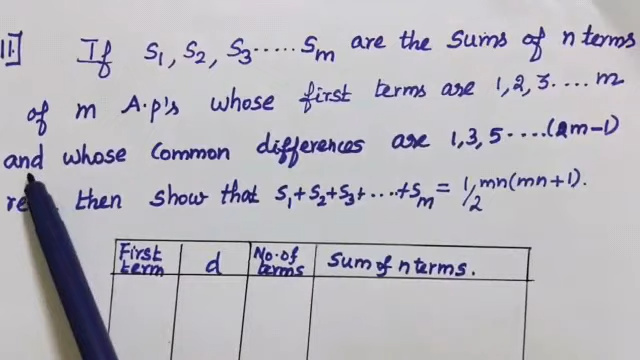 11] If S₁, S₂, S₃ ..... Sₘ are the sums of n terms
of m A.p's whose first terms are 1, 2, 3 .... m
and whose common differences are 1, 3, 5 ....(2m-1)
then show that S₁+S₂+S₃+ ....+Sₘ = 1/2 mn(mn+1).
First term d No.of terms Sum of n terms.